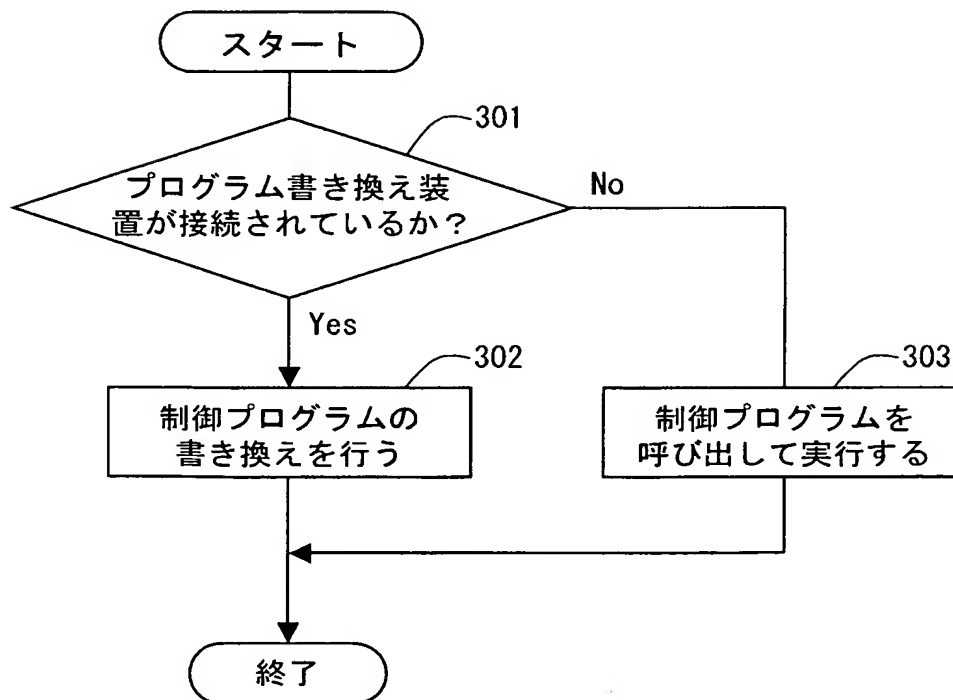 スタート
301
プログラム書き換え装
置が接続されているか？
No
Yes
302
制御プログラムの
書き換えを行う
303
制御プログラムを
呼び出して実行する
終了